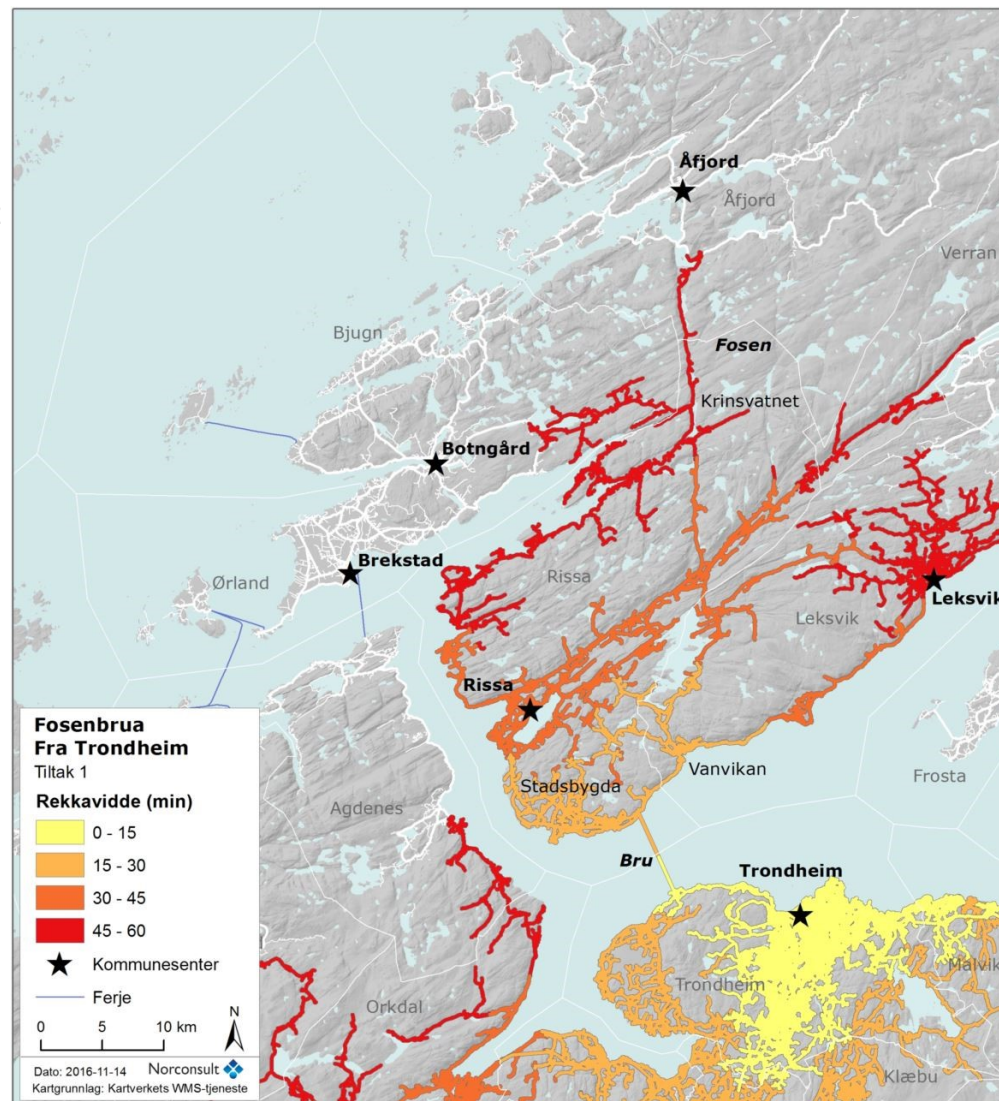 Åfjord
Åfjord
Verran
Bjugn
Fosen
Krinsvatnet
Botngård
Brekstad
Ørland
Rissa
Leksvik
Leksvik
Rissa
Vanvikan
Stadsbygda
Frosta
Agdenes
Bru
Trondheim
Malvik
Trondheim
Orkdal
Klæbu
Fosenbrua
Fra Trondheim
Tiltak 1
Rekkavidde (min)
0 - 15
15 - 30
30 - 45
45 - 60
Kommunesenter
Ferje
N
0 5 10 km
Dato: 2016-11-14 Norconsult
Kartgrunnlag: Kartverkets WMS-tjeneste